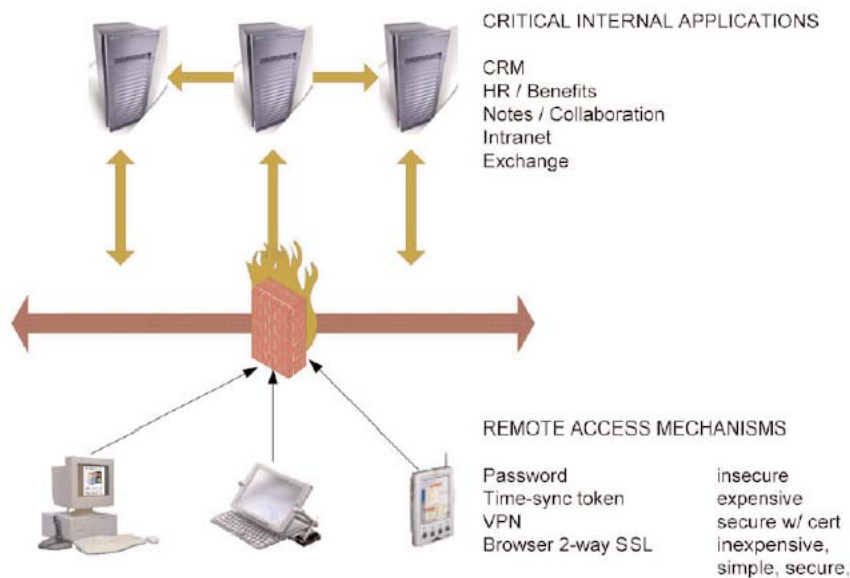 CRITICAL INTERNAL APPLICATIONS
CRM
HR / Benefits
Notes / Collaboration
Intranet
Exchange
REMOTE ACCESS MECHANISMS
Password insecure
Time-sync token expensive
VPN secure w/ cert
Browser 2-way SSL inexpensive,
simple, secure,